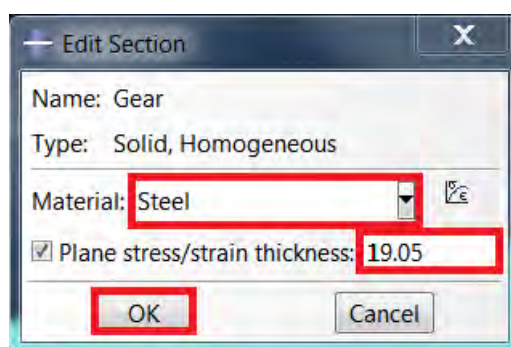 Edit Section
X
Name: Gear
Type: Solid, Homogeneous
Material: Steel
Plane stress/strain thickness: 19.05
OK Cancel